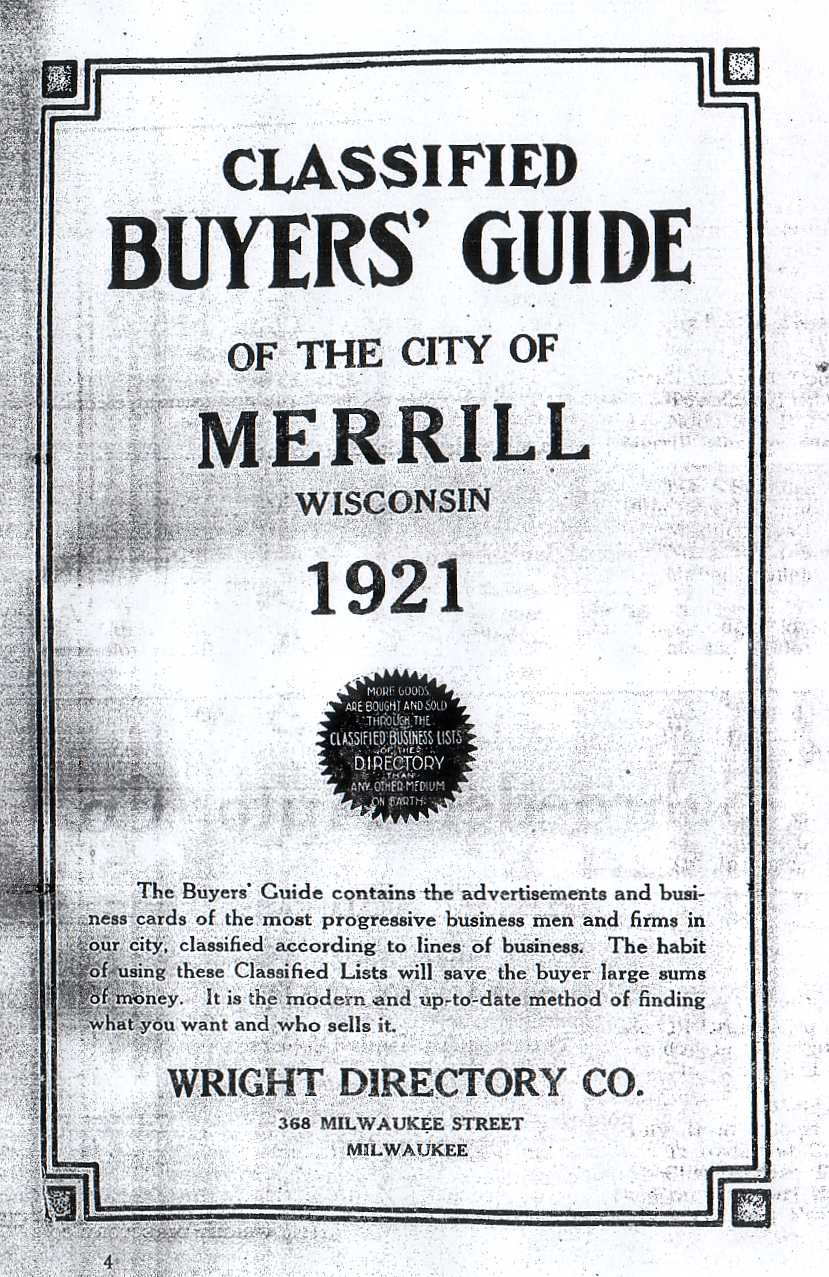 CLASSIFIED
BUYERS' GUIDE
OF THE CITY OF
MERRILL
WISCONSIN
1921
MORE GOODS
ARE BOUGHT AND SOLD
THROUGH THE
CLASSIFIED BUSINESS LISTS
OF THE
DIRECTORY
THAN
ANY OTHER MEDIUM
ON EARTH
The Buyers' Guide contains the advertisements and busi-
ness cards of the most progressive business men and firms in
our city, classified according to lines of business. The habit
of using these Classified Lists will save the buyer large sums
of money. It is the modern and up-to-date method of finding
what you want and who sells it.
WRIGHT DIRECTORY CO.
368 MILWAUKEE STREET
MILWAUKEE
4